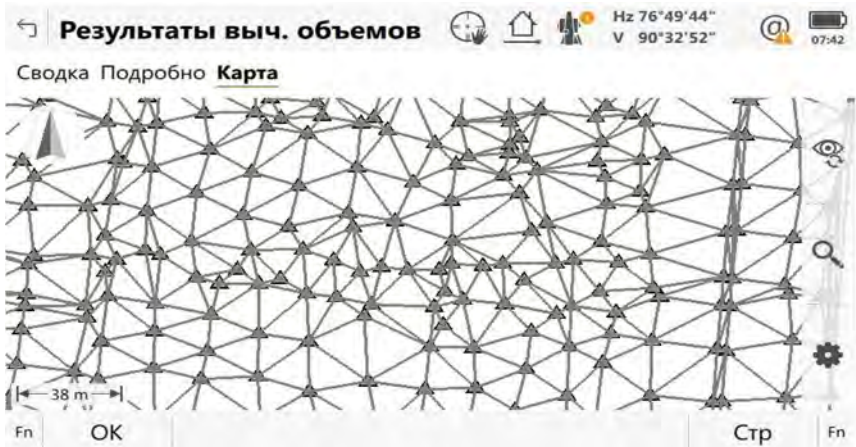 Результаты выч. объемов
Hz 76°49'44"
V 90°32'52"
@
07:42
Сводка Подробно Карта
38 m
Fn OK Стр Fn